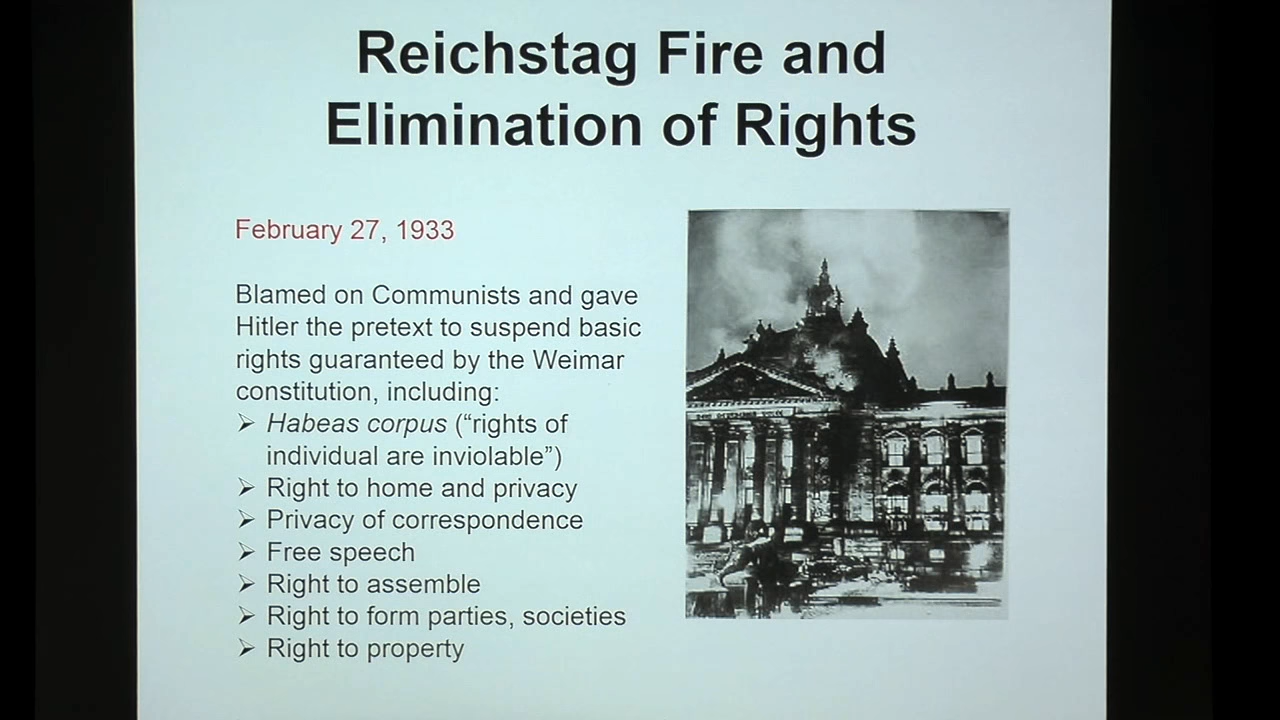 Reichstag Fire and
Elimination of Rights
February 27, 1933
Blamed on Communists and gave
Hitler the pretext to suspend basic
rights guaranteed by the Weimar
constitution, including:
➢ Habeas corpus (“rights of
individual are inviolable”)
➢ Right to home and privacy
➢ Privacy of correspondence
➢ Free speech
➢ Right to assemble
➢ Right to form parties, societies
➢ Right to property